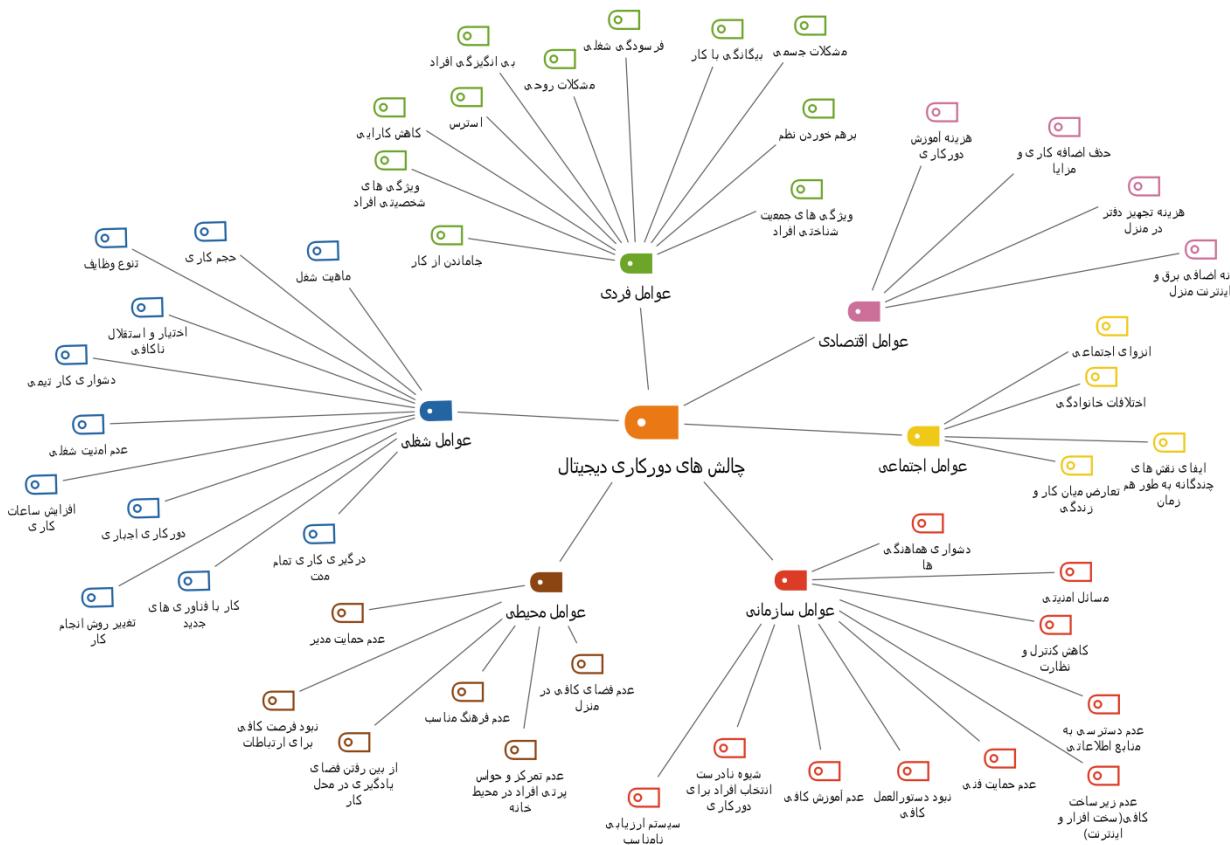 فرسودگی شغلی
بیگانگی با کار
مشکلات جسمی
بی انگیزگی افراد
مشکلات روحی
استرس
کاهش کارایی
برهم خوردن نظم
ویژگی های
شخصیتی افراد
ویژگی های جمعیت
شناختی افراد
جاماندن از کار
عوامل فردی
هزینه آموزش
دورکاری
حذف اضافه کاری و
مزایا
هزینه تجهیز دفتر
در منزل
نه اضافی برق و
اینترنت منزل
عوامل اقتصادی
انزوای اجتماعی
اختلافات خانوادگی
ایفای نقش های
چندگانه به طور هم
زمان
تعارض میان کار و
زندگی
عوامل اجتماعی
چالش های دورکاری دیجیتال
ماهیت شغل
حجم کاری
تنوع وظایف
اختیار و استقلال
ناکافی
دشواری کار تیمی
عدم امنیت شغلی
افزایش ساعات
کاری
دورکاری اجباری
درگیری کاری تمام
مدت
کار با فناوری های
جدید
تغییر روش انجام
کار
عوامل شغلی
عوامل محیطی
عدم حمایت مدیر
نبود فرصت کافی
برای ارتباطات
از بین رفتن فضای
یادگیری در محل
کار
عدم فرهنگ مناسب
عدم تمرکز و حواس
پرتی افراد در محیط
خانه
عدم فضای کافی در
منزل
عوامل سازمانی
دشواری هماهنگی
ها
مسائل امنیتی
کاهش کنترل و
نظارت
عدم دسترسی به
منابع اطلاعاتی
عدم زیر ساخت
کافی(سخت افزار و
اینترنت)
عدم حمایت فنی
نبود دستورالعمل
کافی
عدم آموزش کافی
شیوه نادرست
انتخاب افراد برای
دورکاری
سیستم ارزیابی
نامناسب